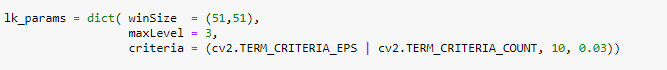 lk_params = dict( winSize = (51,51),
maxLevel = 3,
criteria = (cv2.TERM_CRITERIA_EPS | cv2.TERM_CRITERIA_COUNT, 10, 0.03))